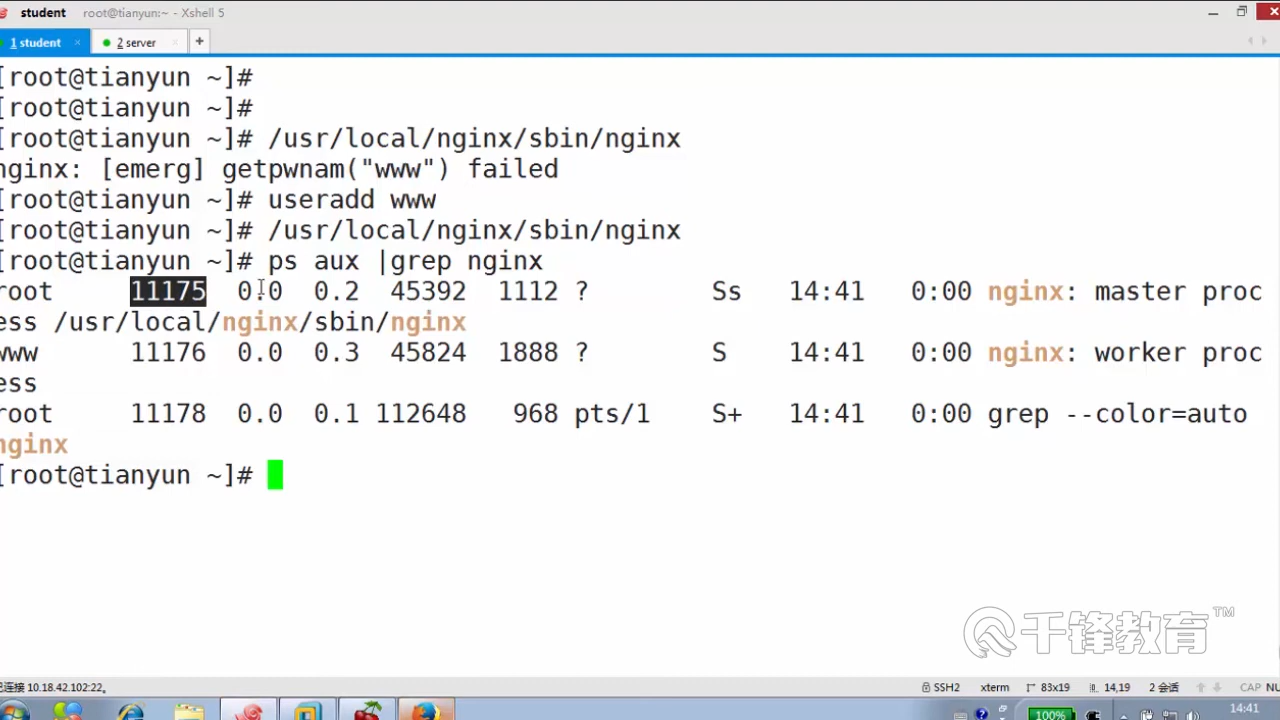 student root@tianyun:~ - Xshell 5
1 student × 2 server × +
[root@tianyun ~]#
[root@tianyun ~]#
[root@tianyun ~]# /usr/local/nginx/sbin/nginx
nginx: [emerg] getpwnam("www") failed
[root@tianyun ~]# useradd www
[root@tianyun ~]# /usr/local/nginx/sbin/nginx
[root@tianyun ~]# ps aux |grep nginx
root 11175 0.0 0.2 45392 1112 ? Ss 14:41 0:00 nginx: master proc
ess /usr/local/nginx/sbin/nginx
www 11176 0.0 0.3 45824 1888 ? S 14:41 0:00 nginx: worker proc
ess
root 11178 0.0 0.1 112648 968 pts/1 S+ 14:41 0:00 grep --color=auto
nginx
[root@tianyun ~]#
千锋教育™
已连接 10.18.42.102:22。 SSH2 xterm 83x19 14,19 2 会话 CAP NU
100% 14:41